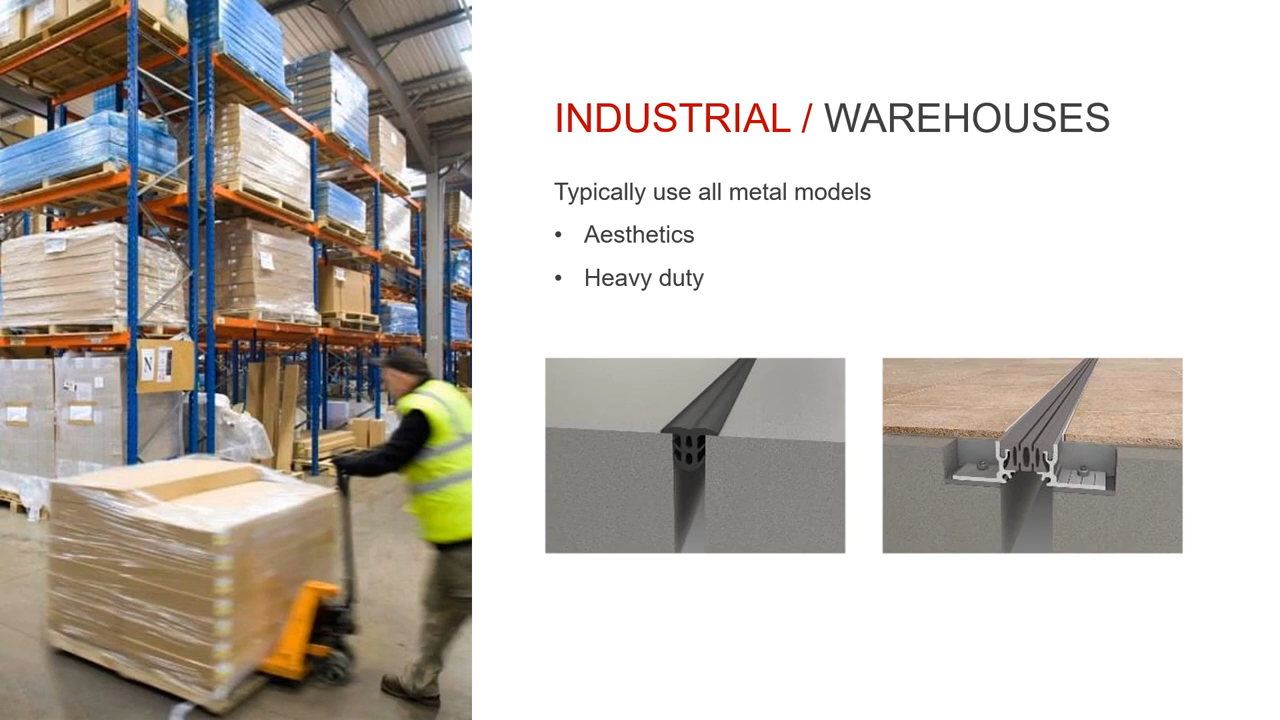 INDUSTRIAL / WAREHOUSES
Typically use all metal models
• Aesthetics
• Heavy duty
N